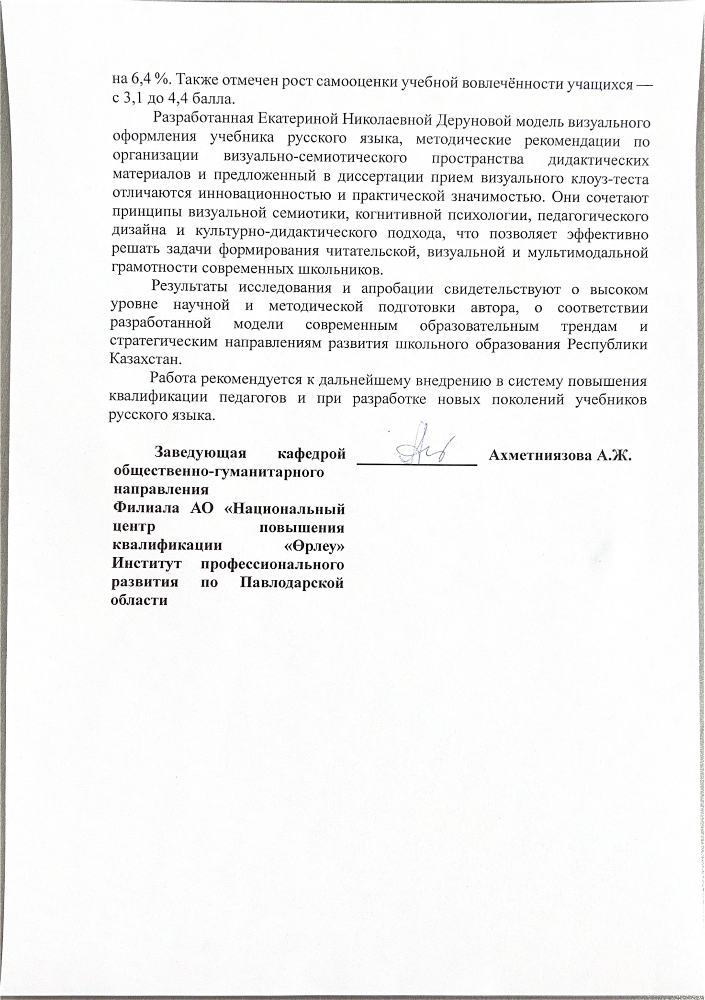 на 6,4 %. Также отмечен рост самооценки учебной вовлечённости учащихся —
с 3,1 до 4,4 балла.
Разработанная Екатериной Николаевной Деруновой модель визуального
оформления учебника русского языка, методические рекомендации по
организации визуально-семиотического пространства дидактических
материалов и предложенный в диссертации прием визуального клоуз-теста
отличаются инновационностью и практической значимостью. Они сочетают
принципы визуальной семиотики, когнитивной психологии, педагогического
дизайна и культурно-дидактического подхода, что позволяет эффективно
решать задачи формирования читательской, визуальной и мультимодальной
грамотности современных школьников.
Результаты исследования и апробации свидетельствуют о высоком
уровне научной и методической подготовки автора, о соответствии
разработанной модели современным образовательным трендам и
стратегическим направлениям развития школьного образования Республики
Казахстан.
Работа рекомендуется к дальнейшему внедрению в систему повышения
квалификации педагогов и при разработке новых поколений учебников
русского языка.
Заведующая кафедрой
общественно-гуманитарного
направления
Филиала АО «Национальный
центр повышения
квалификации «Өрлеу»
Институт профессионального
развития по Павлодарской
области
Ахметниязова А.Ж.